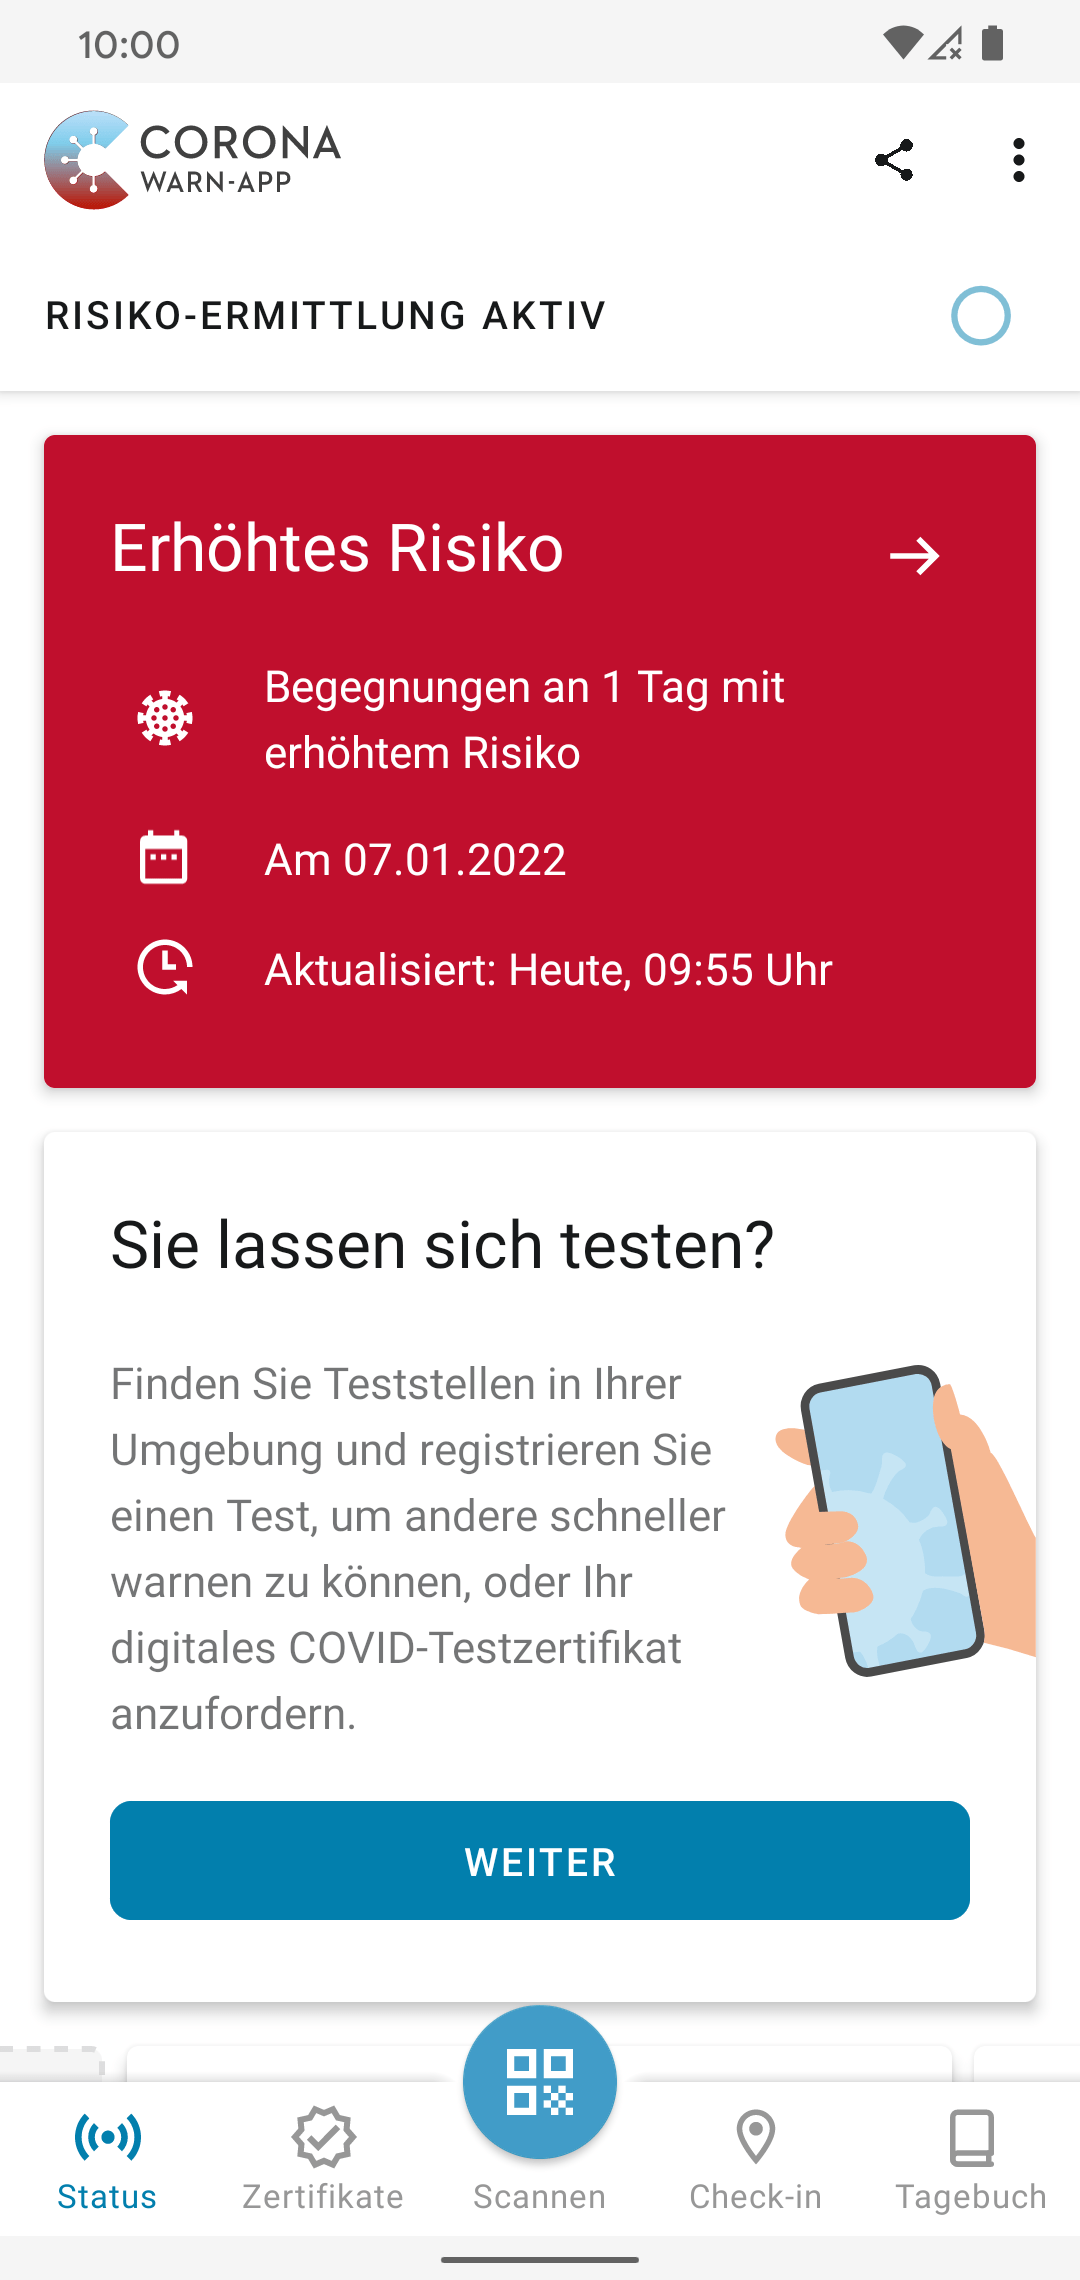 10:00
CORONA
WARN-APP
RISIKO-ERMITTLUNG AKTIV
Erhöhtes Risiko
Begegnungen an 1 Tag mit
erhöhtem Risiko
Am 07.01.2022
Aktualisiert: Heute, 09:55 Uhr
Sie lassen sich testen?
Finden Sie Teststellen in Ihrer
Umgebung und registrieren Sie
einen Test, um andere schneller
warnen zu können, oder Ihr
digitales COVID-Testzertifikat
anzufordern.
WEITER
Status
Zertifikate
Scannen
Check-in
Tagebuch